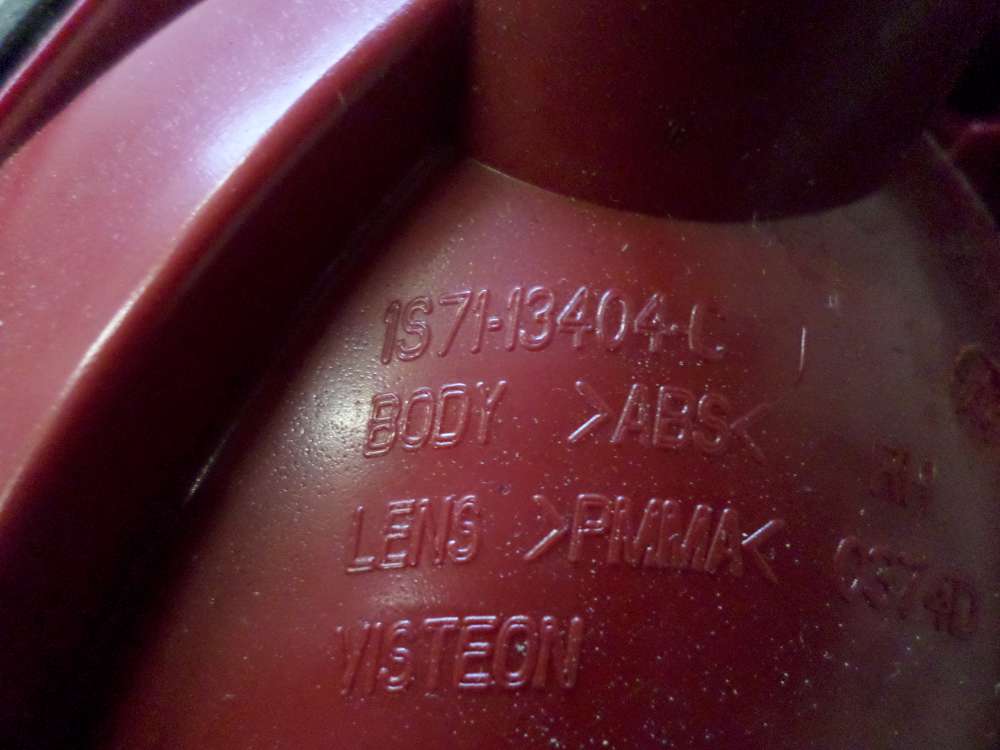 1S71-13404-C
BODY >ABS<
LENS >PMMA<
VISTEON